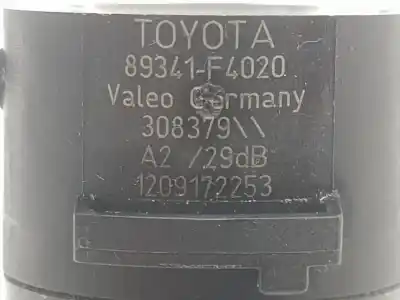 TOYOTA
89341-F4020
Valeo Germany
308379\\
A2 /29dB
1209172253